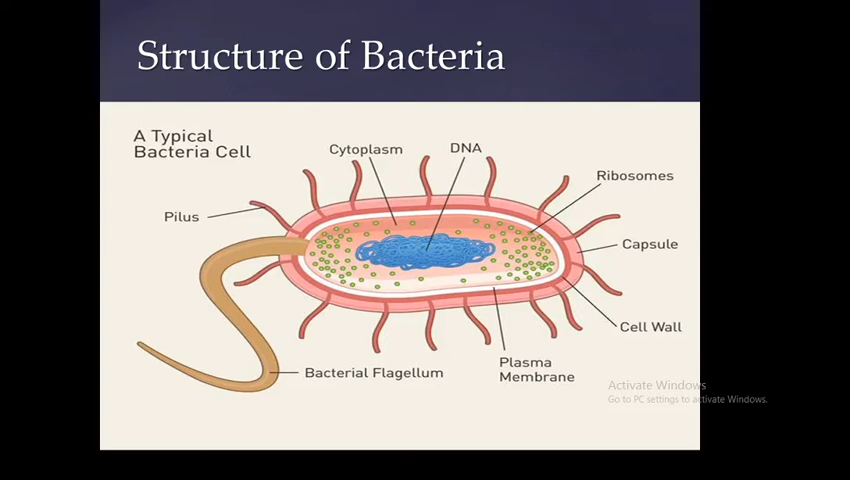 Structure of Bacteria
A Typical
Bacteria Cell
Cytoplasm
DNA
Ribosomes
Pilus
Capsule
Cell Wall
Plasma
Membrane
Bacterial Flagellum
Activate Windows
Go to PC settings to activate Windows.